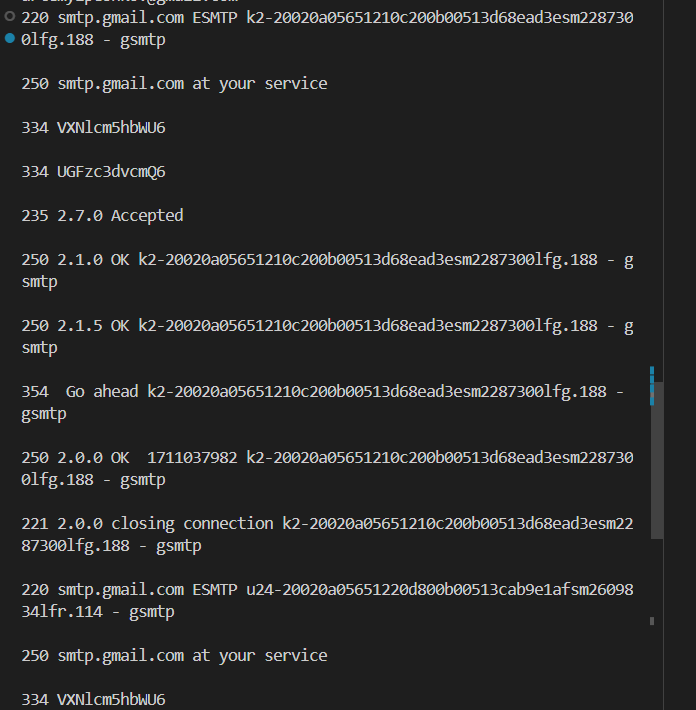 220 smtp.gmail.com ESMTP k2-20020a05651210c200b00513d68ead3esm228730
0lfg.188 - gsmtp
250 smtp.gmail.com at your service
334 VXNlcm5hbWU6
334 UGFzc3dvcmQ6
235 2.7.0 Accepted
250 2.1.0 OK k2-20020a05651210c200b00513d68ead3esm2287300lfg.188 - g
smtp
250 2.1.5 OK k2-20020a05651210c200b00513d68ead3esm2287300lfg.188 - g
smtp
354  Go ahead k2-20020a05651210c200b00513d68ead3esm2287300lfg.188 -
gsmtp
250 2.0.0 OK  1711037982 k2-20020a05651210c200b00513d68ead3esm228730
0lfg.188 - gsmtp
221 2.0.0 closing connection k2-20020a05651210c200b00513d68ead3esm22
87300lfg.188 - gsmtp
220 smtp.gmail.com ESMTP u24-20020a05651220d800b00513cab9e1afsm26098
34lfr.114 - gsmtp
250 smtp.gmail.com at your service
334 VXNlcm5hbWU6